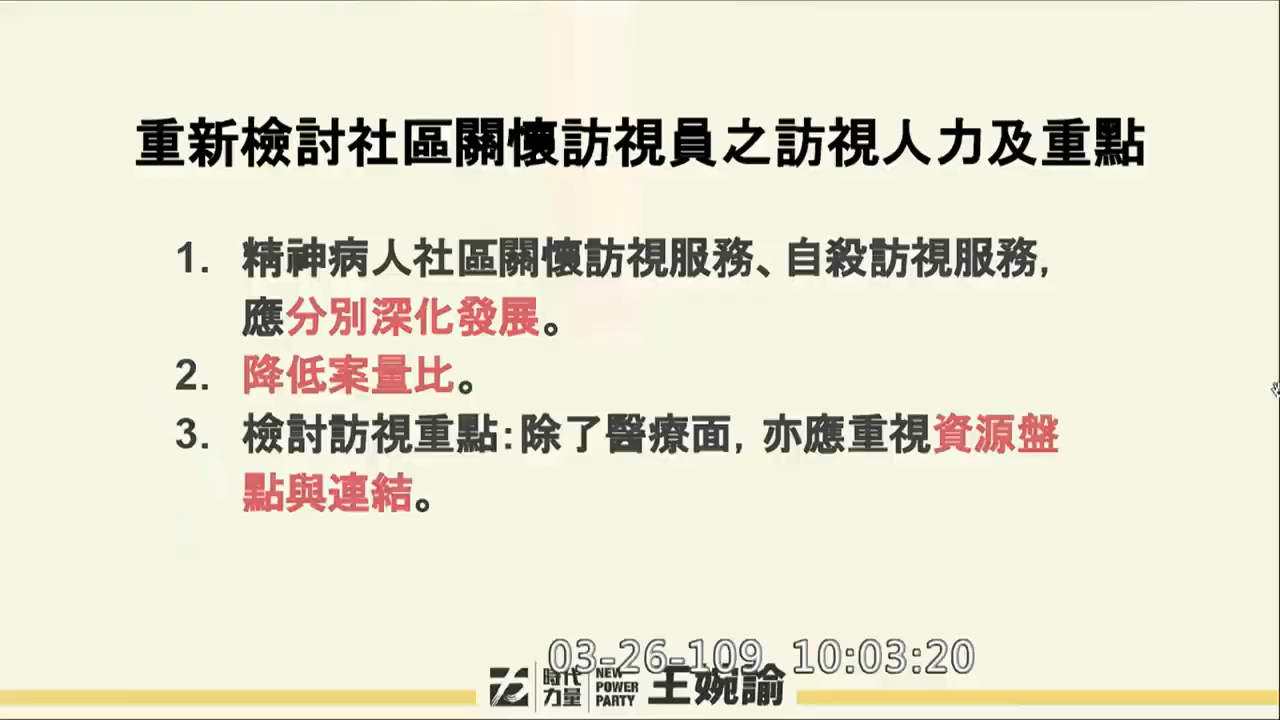 重新檢討社區關懷訪視員之訪視人力及重點
1. 精神病人社區關懷訪視服務、自殺訪視服務,
應分別深化發展。
2. 降低案量比。
3. 檢討訪視重點:除了醫療面, 亦應重視資源盤
點與連結。
03-26-109 10:03:20
時代力量 NEW POWER PARTY 王婉諭